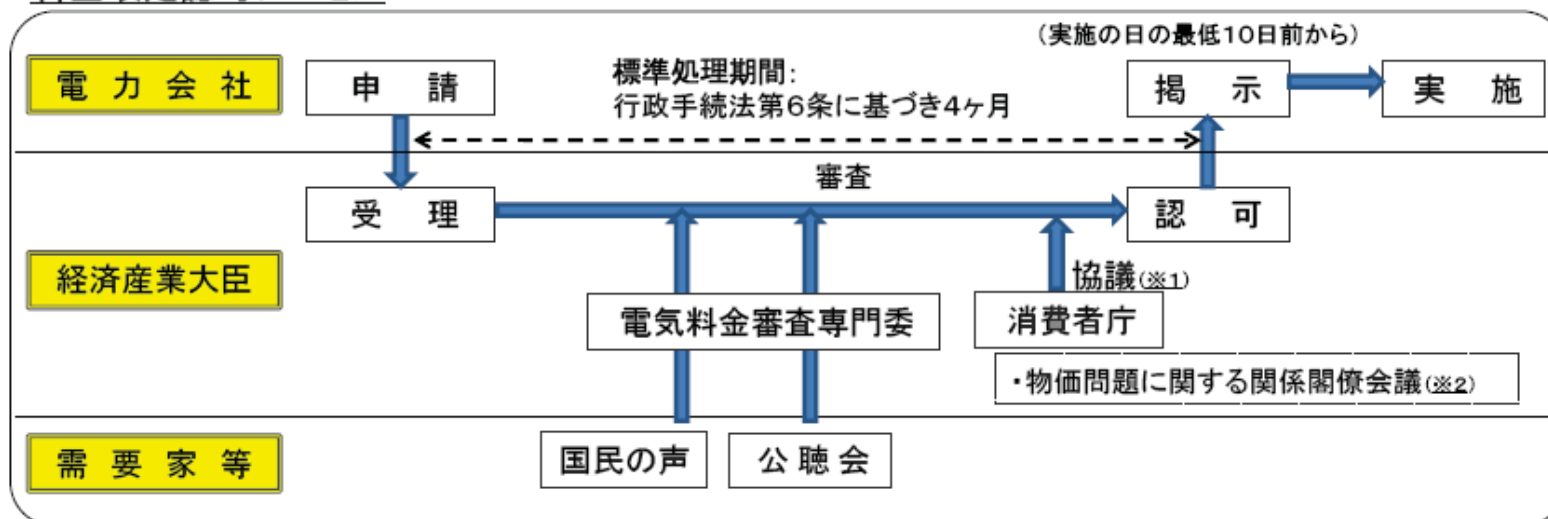 (実施の日の最低10日前から)
電力会社
申請
標準処理期間:
行政手続法第6条に基づき4ヶ月
掲示
実施
審査
受理
認可
経済産業大臣
協議(※1)
電気料金審査専門委
消費者庁
・物価問題に関する関係閣僚会議(※2)
需要家等
国民の声
公聴会